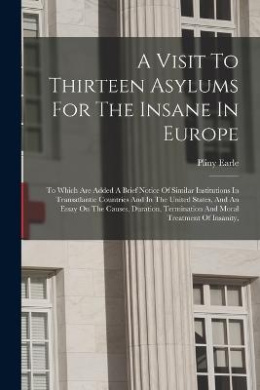 A Visit To
Thirteen Asylums
For The Insane In
Europe
Pliny Earle
To Which Are Added A Brief Notice Of Similar Institutions In
Transatlantic Countries And In The United States, And An
Essay On The Causes, Duration, Termination And Moral
Treatment Of Insanity,